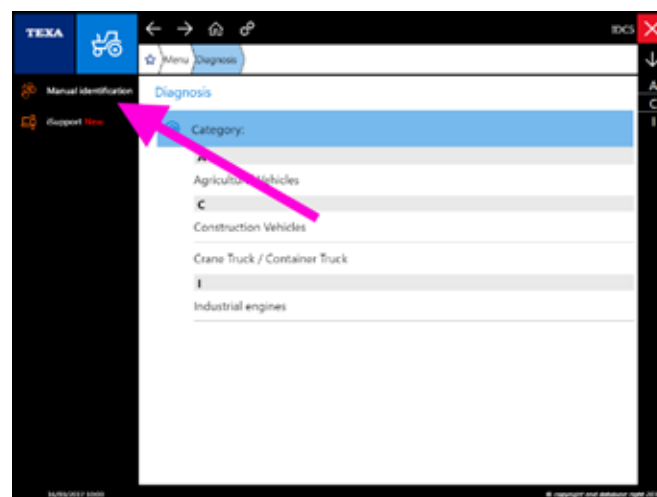 TEXA
IDC5
Menu
Diagnosis
Manual identification
iSupport New
Diagnosis
Category:
A
Agricultural Vehicles
C
Construction Vehicles
Crane Truck / Container Truck
I
Industrial engines
A
C
I